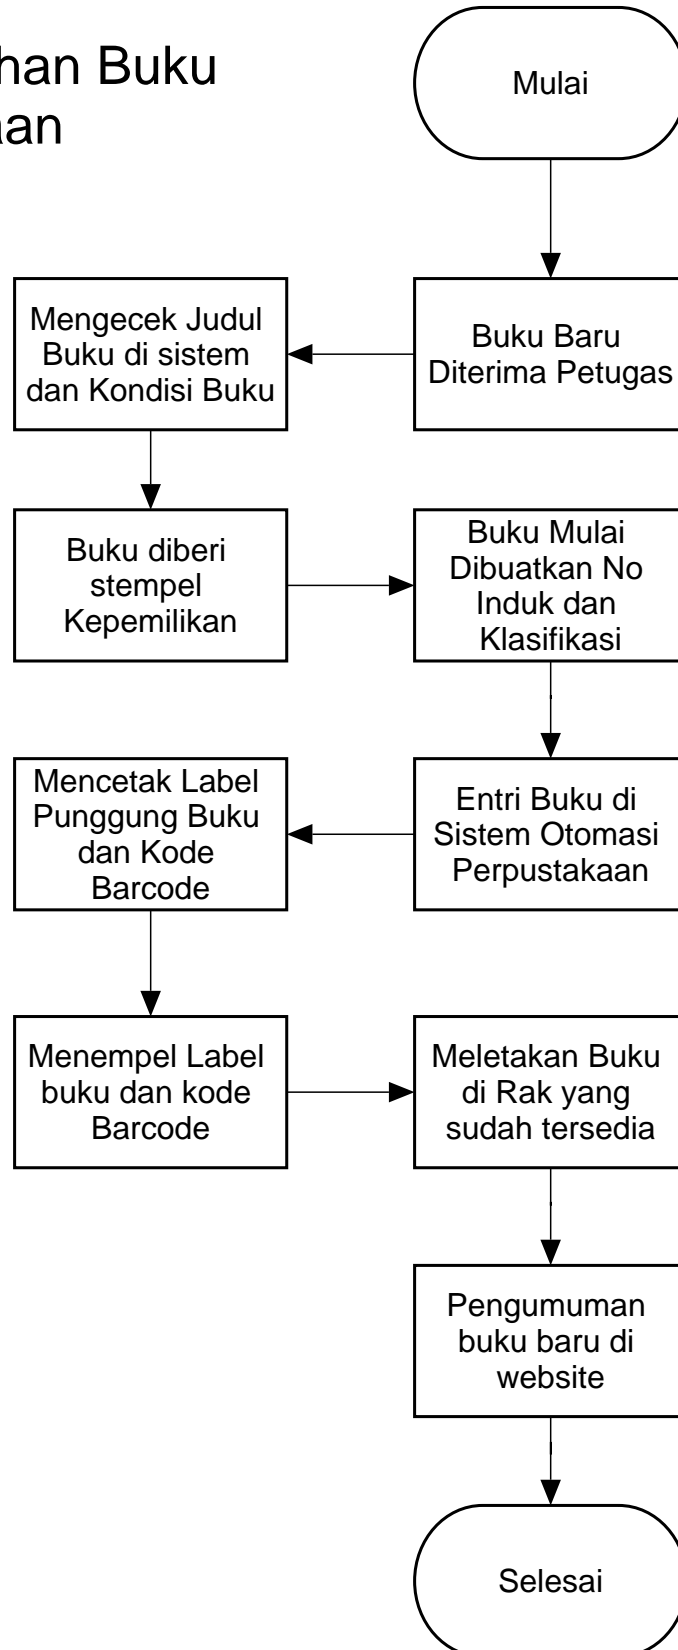 han Buku
aan
Mulai
Buku Baru
Diterima Petugas
Mengecek Judul
Buku di sistem
dan Kondisi Buku
Buku diberi
stempel
Kepemilikan
Buku Mulai
Dibuatkan No
Induk dan
Klasifikasi
Entri Buku di
Sistem Otomasi
Perpustakaan
Mencetak Label
Punggung Buku
dan Kode
Barcode
Menempel Label
buku dan kode
Barcode
Meletakan Buku
di Rak yang
sudah tersedia
Pengumuman
buku baru di
website
Selesai